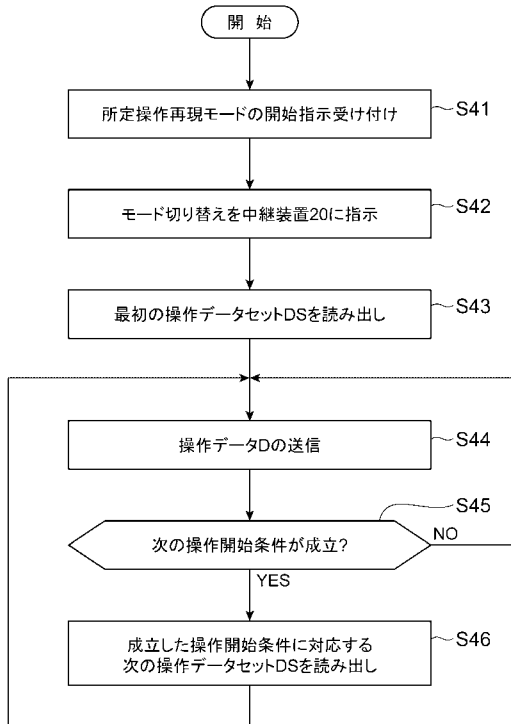 開 始
所定操作再現モードの開始指示受け付け
S41
モード切り替えを中継装置20に指示
S42
最初の操作データセットDSを読み出し
S43
操作データDの送信
S44
次の操作開始条件が成立?
S45
NO
YES
成立した操作開始条件に対応する
次の操作データセットDSを読み出し
S46